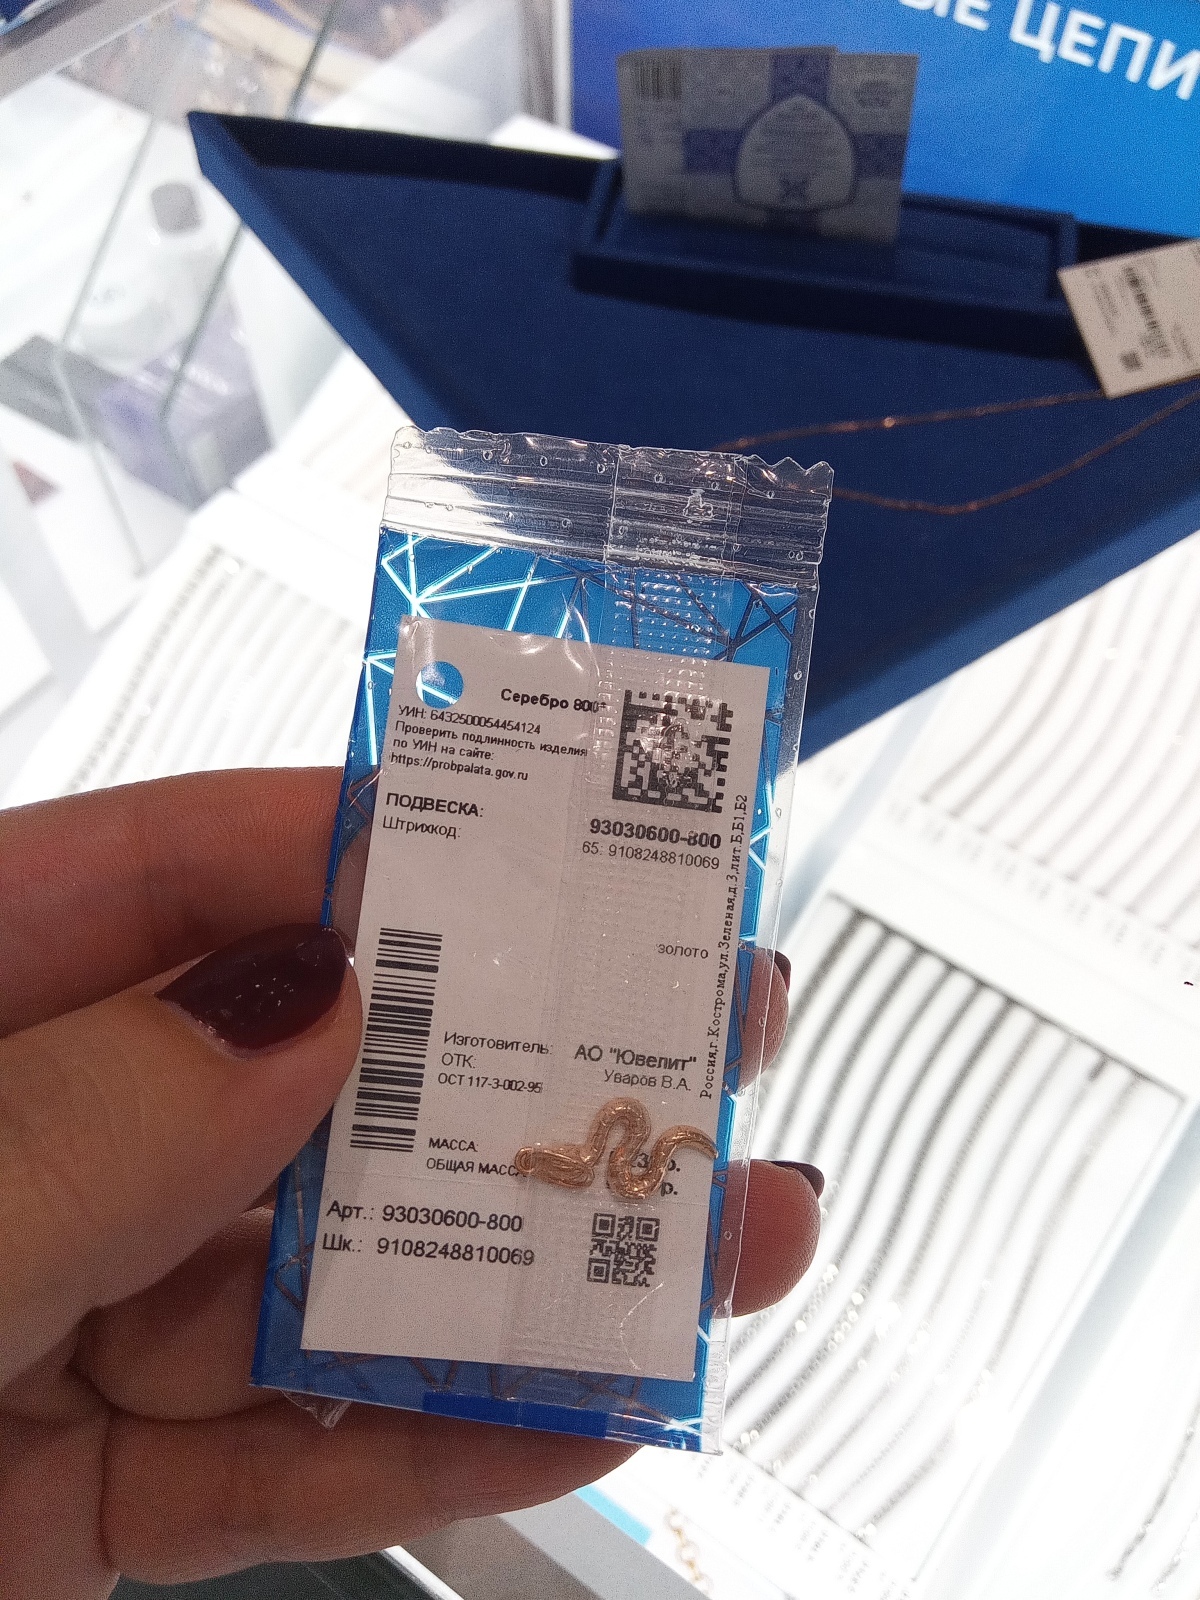 ЫЕ ЦЕПИ
Серебро 800*
УИН: 6432500054454124
Проверить подлинность изделия
по УИН на сайте:
https://probpalata.gov.ru
ПОДВЕСКА:
Штрихкод:
93030600-800
65: 9108248810069
золото
Россия,г.Кострома,ул.Зеленая,д.3,лит.Б,Б1,Б2
Изготовитель: АО "Ювелит"
ОТК: Уваров В.А.
ОСТ 117-3-002-95
МАССА:
ОБЩАЯ МАССА
Арт.: 93030600-800
Шк.: 9108248810069